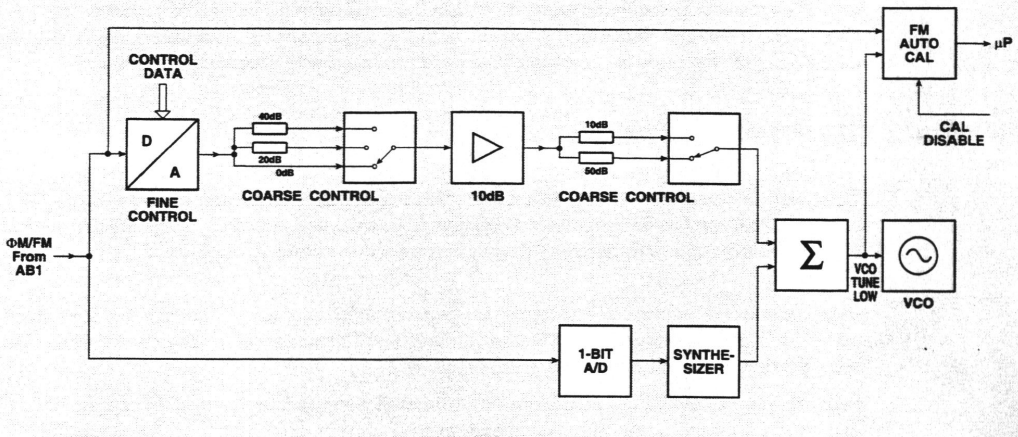 FM
AUTO
CAL
μP
CONTROL
DATA
CAL
DISABLE
D
A
FINE
CONTROL
40dB
20dB
0dB
COARSE CONTROL
10dB
10dB
50dB
COARSE CONTROL
ΦM/FM
From
AB1
Σ
VCO
TUNE
LOW
VCO
1-BIT
A/D
SYNTHE-
SIZER